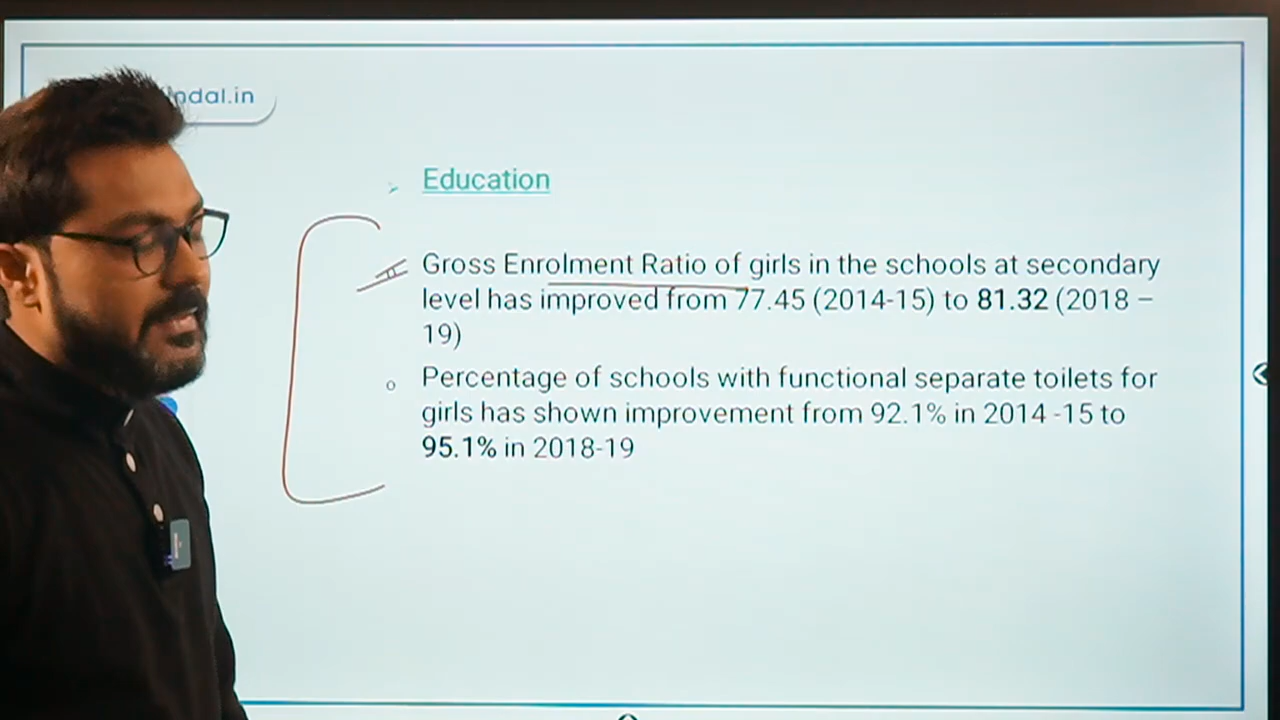 ndal.in
Education
Gross Enrolment Ratio of girls in the schools at secondary
level has improved from 77.45 (2014-15) to 81.32 (2018 –
19)
Percentage of schools with functional separate toilets for
girls has shown improvement from 92.1% in 2014 -15 to
95.1% in 2018-19